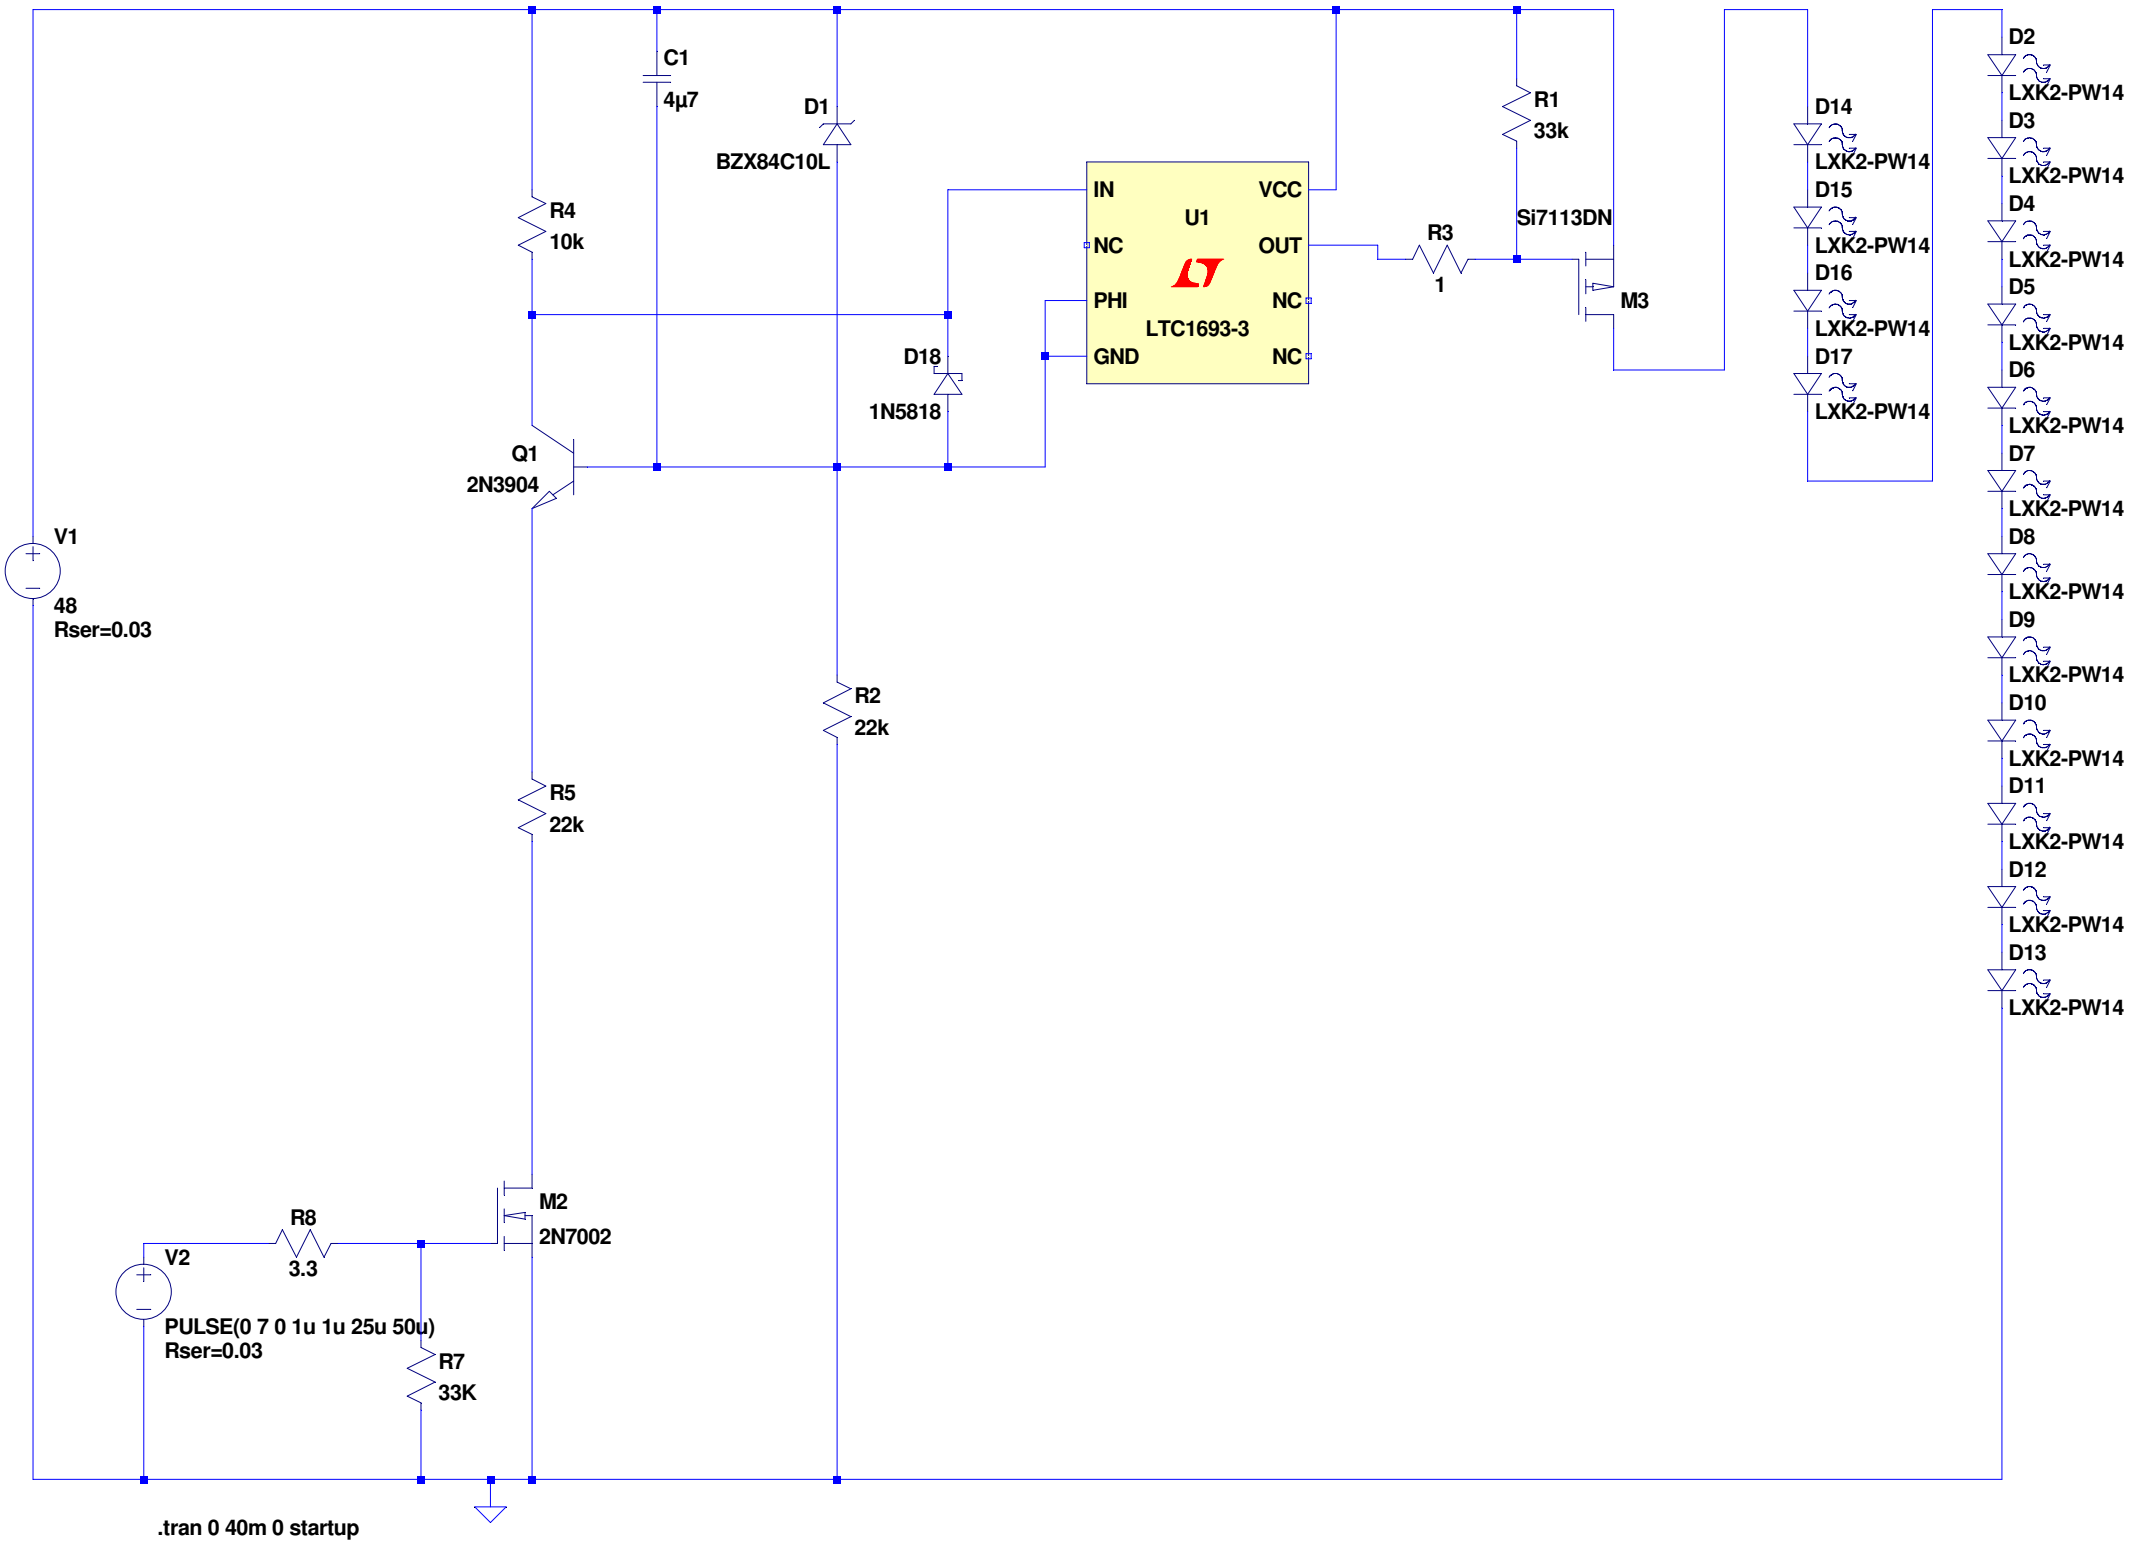 C1
4µ7
D1
BZX84C10L
R4
10k
R1
33k
IN
VCC
U1
NC
OUT
PHI
NC
LTC1693-3
GND
NC
R3
1
Si7113DN
M3
D18
1N5818
Q1
2N3904
V1
48
Rser=0.03
R2
22k
R5
22k
M2
2N7002
R8
3.3
V2
PULSE(0 7 0 1u 1u 25u 50u)
Rser=0.03
R7
33K
.tran 0 40m 0 startup
D14
LXK2-PW14
D15
LXK2-PW14
D16
LXK2-PW14
D17
LXK2-PW14
D2
LXK2-PW14
D3
LXK2-PW14
D4
LXK2-PW14
D5
LXK2-PW14
D6
LXK2-PW14
D7
LXK2-PW14
D8
LXK2-PW14
D9
LXK2-PW14
D10
LXK2-PW14
D11
LXK2-PW14
D12
LXK2-PW14
D13
LXK2-PW14